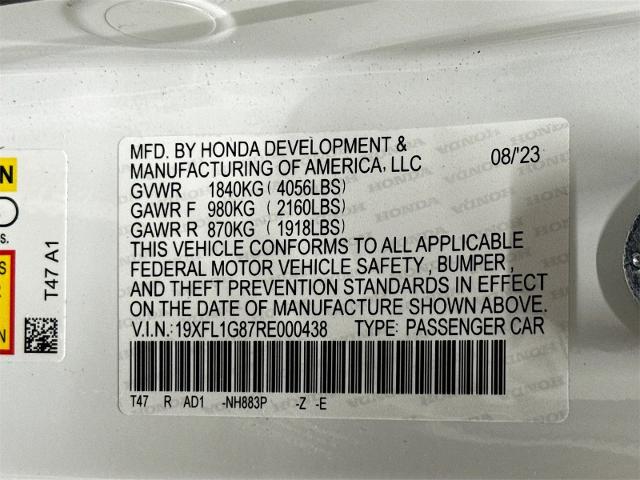 MFD. BY HONDA DEVELOPMENT &
MANUFACTURING OF AMERICA, LLC 08/'23
GVWR 1840KG (4056LBS)
GAWR F 980KG (2160LBS)
GAWR R 870KG (1918LBS)
THIS VEHICLE CONFORMS TO ALL APPLICABLE
FEDERAL MOTOR VEHICLE SAFETY, BUMPER,
AND THEFT PREVENTION STANDARDS IN EFFECT
ON THE DATE OF MANUFACTURE SHOWN ABOVE.
V.I.N.:19XFL1G87RE000438 TYPE: PASSENGER CAR
T47 R AD1 -NH883P -Z -E
T47 A1